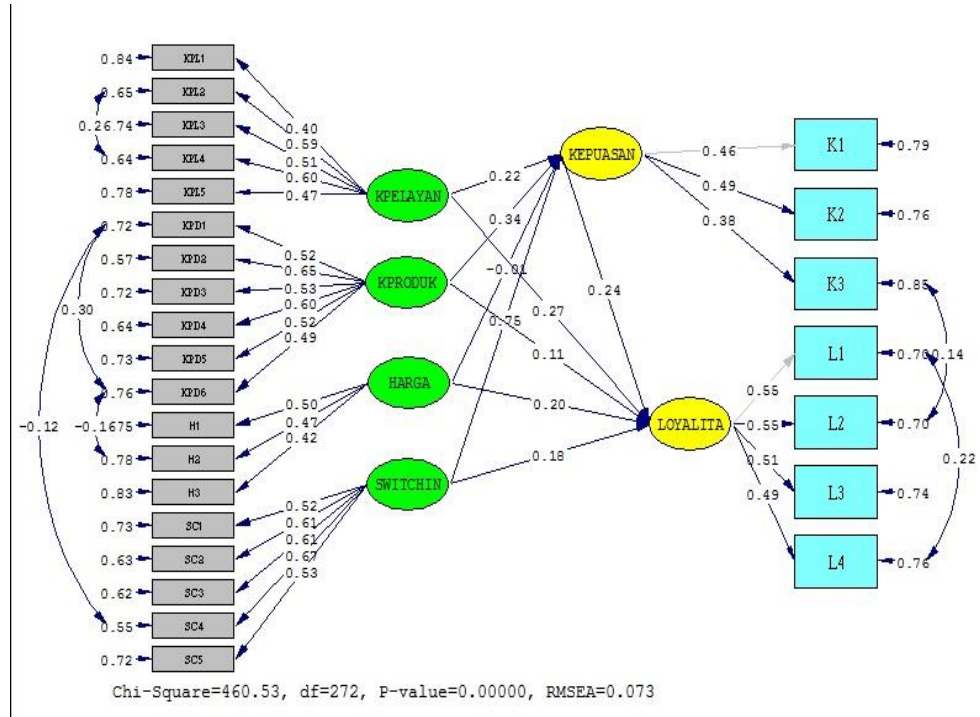 0.84 KPL1
0.65 KPL2
0.26.74 KPL3
0.64 KPL4
0.78 KPL5
0.72 KPD1
0.57 KPD2
0.72 KPD3
0.30
0.64 KPD4
0.73 KPD5
0.76 KPD6
-0.12
-0.1675 H1
0.78 H2
0.83 H3
0.73 SC1
0.63 SC2
0.62 SC3
0.55 SC4
0.72 SC5
0.40
0.59
0.51
0.60
0.47
0.52
0.65
0.53
0.60
0.52
0.49
0.50
0.47
0.42
0.52
0.61
0.61
0.67
0.53
KPELAYAN
KPRODUK
HARGA
SWITCHIN
0.22
0.34
-0.01
0.75
0.27
0.11
0.20
0.18
0.24
KEPUASAN
LOYALITA
0.46
0.49
0.38
0.55
0.55
0.51
0.49
K1 0.79
K2 0.76
K3 0.85
L1 0.70
0.14
L2 0.70
0.22
L3 0.74
L4 0.76
Chi-Square=460.53, df=272, P-value=0.00000, RMSEA=0.073